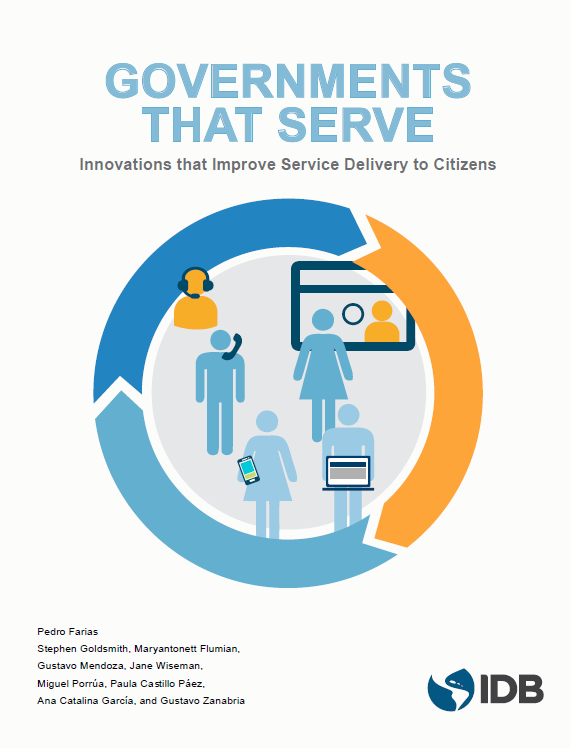 GOVERNMENTS
THAT SERVE
Innovations that Improve Service Delivery to Citizens
Pedro Farias
Stephen Goldsmith, Maryantonett Flumian,
Gustavo Mendoza, Jane Wiseman,
Miguel Porrúa, Paula Castillo Páez,
Ana Catalina García, and Gustavo Zanabria
IDB